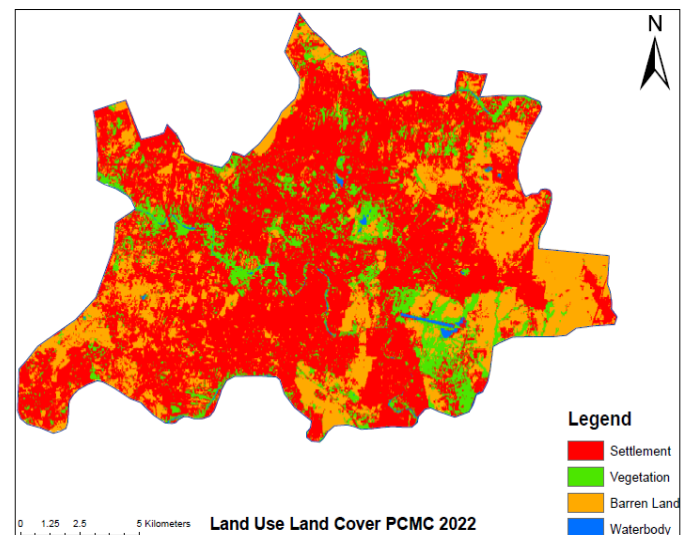 N
Legend
Settlement
Vegetation
Barren Land
Waterbody
0 1.25 2.5 5 Kilometers
Land Use Land Cover PCMC 2022